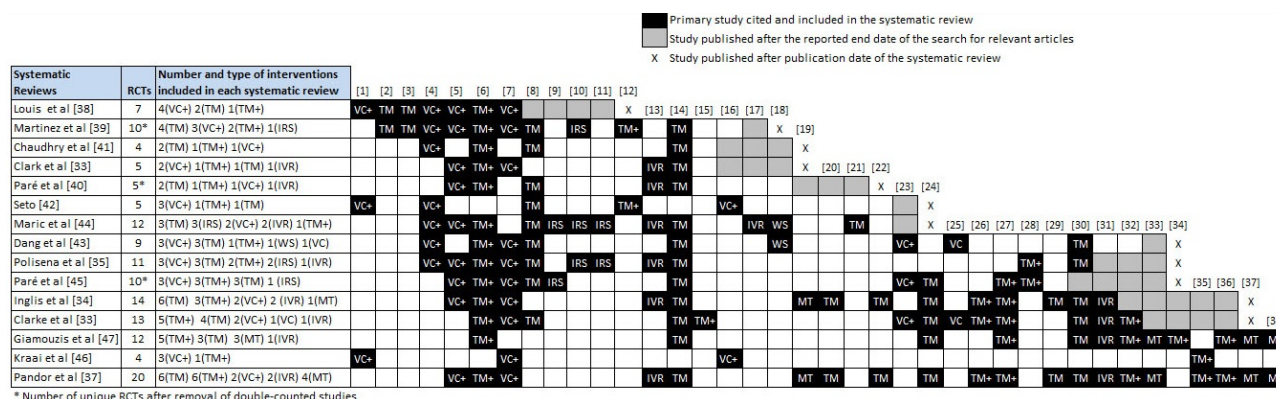 Primary study cited and included in the systematic review
Study published after the reported end date of the search for relevant articles
X Study published after publication date of the systematic review
Systematic Reviews RCTs Number and type of interventions included in each systematic review [1] [2] [3] [4] [5] [6] [7] [8] [9] [10] [11] [12]
Louis et al [38] 7 4(VC+) 2(TM) 1(TM+) VC+ TM TM VC+ VC+ TM+ VC+ X [13] [14] [15] [16] [17] [18]
Martinez et al [39] 10* 4(TM) 3(VC+) 2(TM+) 1(IRS) TM TM VC+ VC+ TM+ VC+ TM IRS TM+ TM X [19]
Chaudhry et al [41] 4 2(TM) 1(TM+) 1(VC+) VC+ TM+ TM TM X
Clark et al [33] 5 2(VC+) 1(TM+) 1(TM) 1(IVR) VC+ TM+ VC+ IVR TM X [20] [21] [22]
Paré et al [40] 5* 2(TM) 1(TM+) 1(VC+) 1(IVR) VC+ TM+ TM IVR TM X [23] [24]
Seto [42] 5 3(VC+) 1(TM+) 1(TM) VC+ VC+ TM TM+ VC+ X
Maric et al [44] 12 3(TM) 3(IRS) 2(VC+) 2(IVR) 1(TM+) VC+ VC+ TM+ TM IRS IRS IRS IVR TM IVR WS TM X [25] [26] [27] [28] [29] [30] [31] [32] [33] [34]
Dang et al [43] 9 3(VC+) 3(TM) 1(TM+) 1(WS) 1(VC) VC+ TM+ VC+ TM TM WS VC+ VC TM X
Polisena et al [35] 11 3(VC+) 3(TM) 2(TM+) 2(IRS) 1(IVR) VC+ VC+ TM+ VC+ TM IRS IRS IVR TM TM+ TM X
Paré et al [45] 10* 3(VC+) 3(TM+) 3(TM) 1 (IRS) VC+ TM+ VC+ TM IRS TM VC+ TM TM+ TM+ X [35] [36] [37]
Inglis et al [34] 14 6(TM) 3(TM+) 2(VC+) 2 (IVR) 1(MT) VC+ TM+ VC+ IVR TM MT TM TM TM TM+ TM+ TM TM IVR X
Clarke et al [33] 13 5(TM+) 4(TM) 2(VC+) 1(VC) 1(IVR) TM+ VC+ TM TM TM+ VC+ TM VC TM+ TM+ TM IVR TM+ X
Giamouzis et al [47] 12 5(TM+) 3(TM) 3(MT) 1(IVR) TM+ TM TM TM+ TM IVR TM+ MT TM+ TM+ MT
Kraai et al [46] 4 3(VC+) 1(TM+) VC+ VC+ VC+ TM+
Pandor et al [37] 20 6(TM) 6(TM+) 2(VC+) 2(IVR) 4(MT) VC+ TM+ VC+ IVR TM MT TM TM TM TM+ TM+ TM TM IVR TM+ MT TM+ TM+ MT
* Number of unique RCTs after removal of double-counted studies